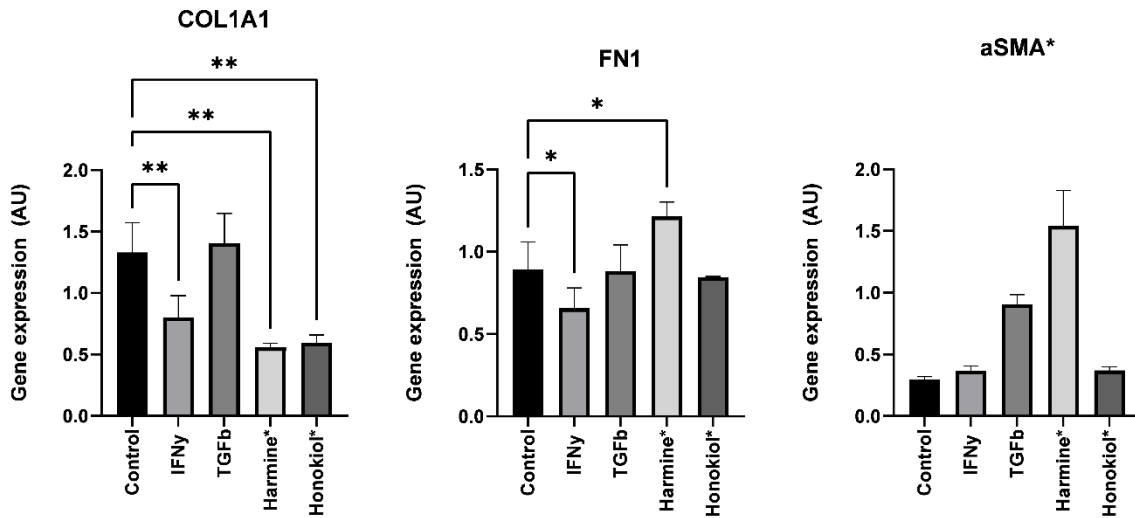 COL1A1
**
**
**
Gene expression (AU)
2.0
1.5
1.0
0.5
0.0
Control
IFNy
TGFb
Harmine*
Honokiol*
FN1
*
*
Gene expression (AU)
1.5
1.0
0.5
0.0
Control
IFNy
TGFb
Harmine*
Honokiol*
aSMA*
Gene expression (AU)
2.0
1.5
1.0
0.5
0.0
Control
IFNy
TGFb
Harmine*
Honokiol*